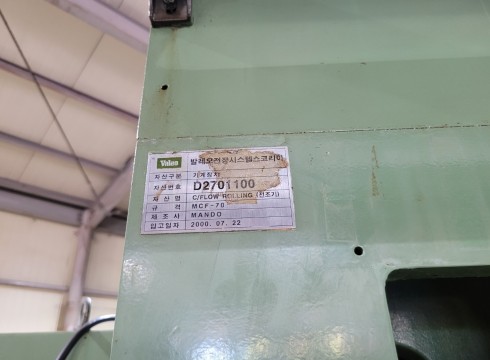 Valeo 발레오전장시스템스코리아
자산구분 기계장치
자산번호 D2701100
자산명 C/FLOW ROLLING (전조기)
규격 MCF-70
제조사 MANDO
입고일자 2000. 07. 22